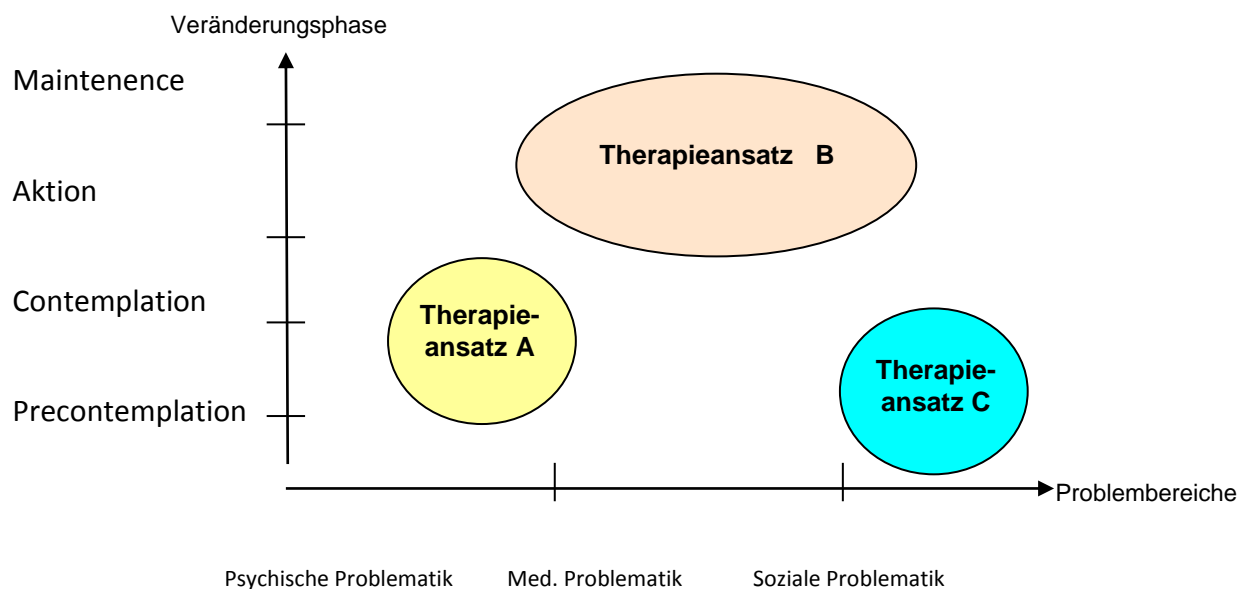 Veränderungsphase
Maintenence
Therapieansatz B
Aktion
Contemplation
Therapie-
ansatz A
Therapie-
ansatz C
Precontemplation
Problembereiche
Psychische Problematik Med. Problematik Soziale Problematik